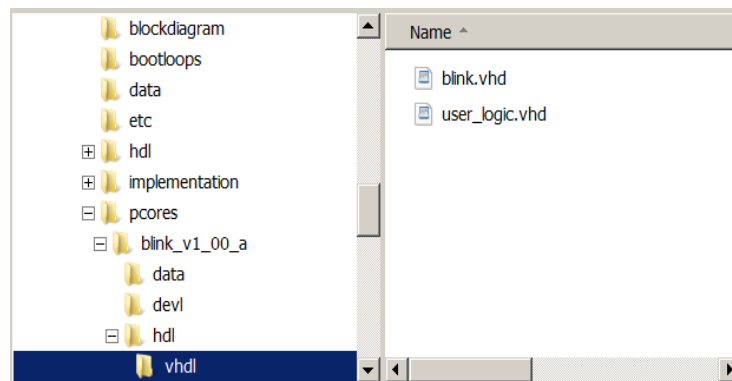 blockdiagram
bootloops
data
etc
hdl
implementation
pcores
blink_v1_00_a
data
devl
hdl
vhdl
Name
blink.vhd
user_logic.vhd